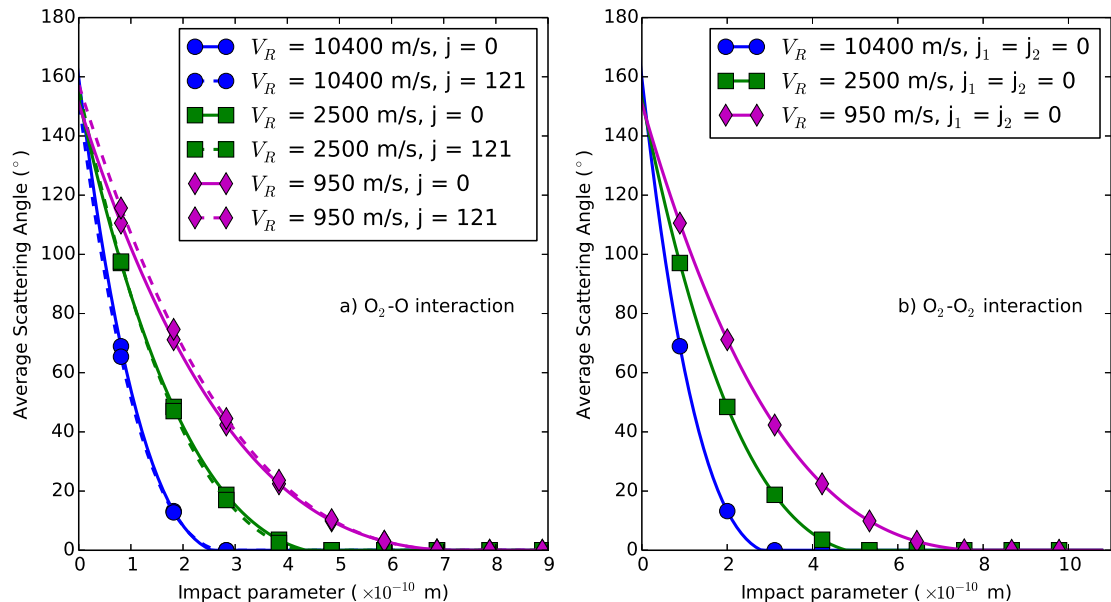 180
160
140
120
100
80
60
40
20
0
Average Scattering Angle (°)
V_R = 10400 m/s, j = 0
V_R = 10400 m/s, j = 121
V_R = 2500 m/s, j = 0
V_R = 2500 m/s, j = 121
V_R = 950 m/s, j = 0
V_R = 950 m/s, j = 121
a) O₂-O interaction
0 1 2 3 4 5 6 7 8 9
Impact parameter (×10⁻¹⁰ m)
180
160
140
120
100
80
60
40
20
0
Average Scattering Angle (°)
V_R = 10400 m/s, j₁ = j₂ = 0
V_R = 2500 m/s, j₁ = j₂ = 0
V_R = 950 m/s, j₁ = j₂ = 0
b) O₂-O₂ interaction
0 2 4 6 8 10
Impact parameter (×10⁻¹⁰ m)